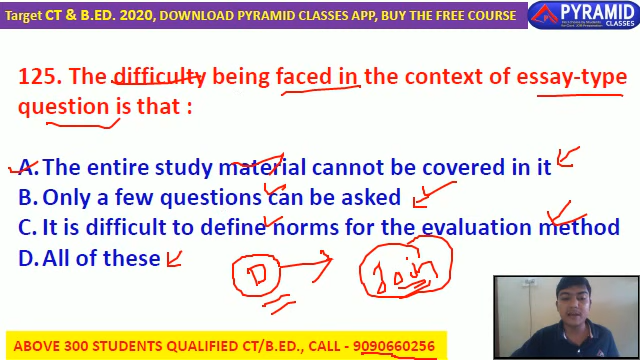 Target CT & B.ED. 2020, DOWNLOAD PYRAMID CLASSES APP, BUY THE FREE COURSE
PYRAMID
CLASSES
125. The difficulty being faced in the context of essay-type
question is that :
A. The entire study material cannot be covered in it
B. Only a few questions can be asked
C. It is difficult to define norms for the evaluation method
D. All of these
D
Join
ABOVE 300 STUDENTS QUALIFIED CT/B.ED., CALL - 9090660256